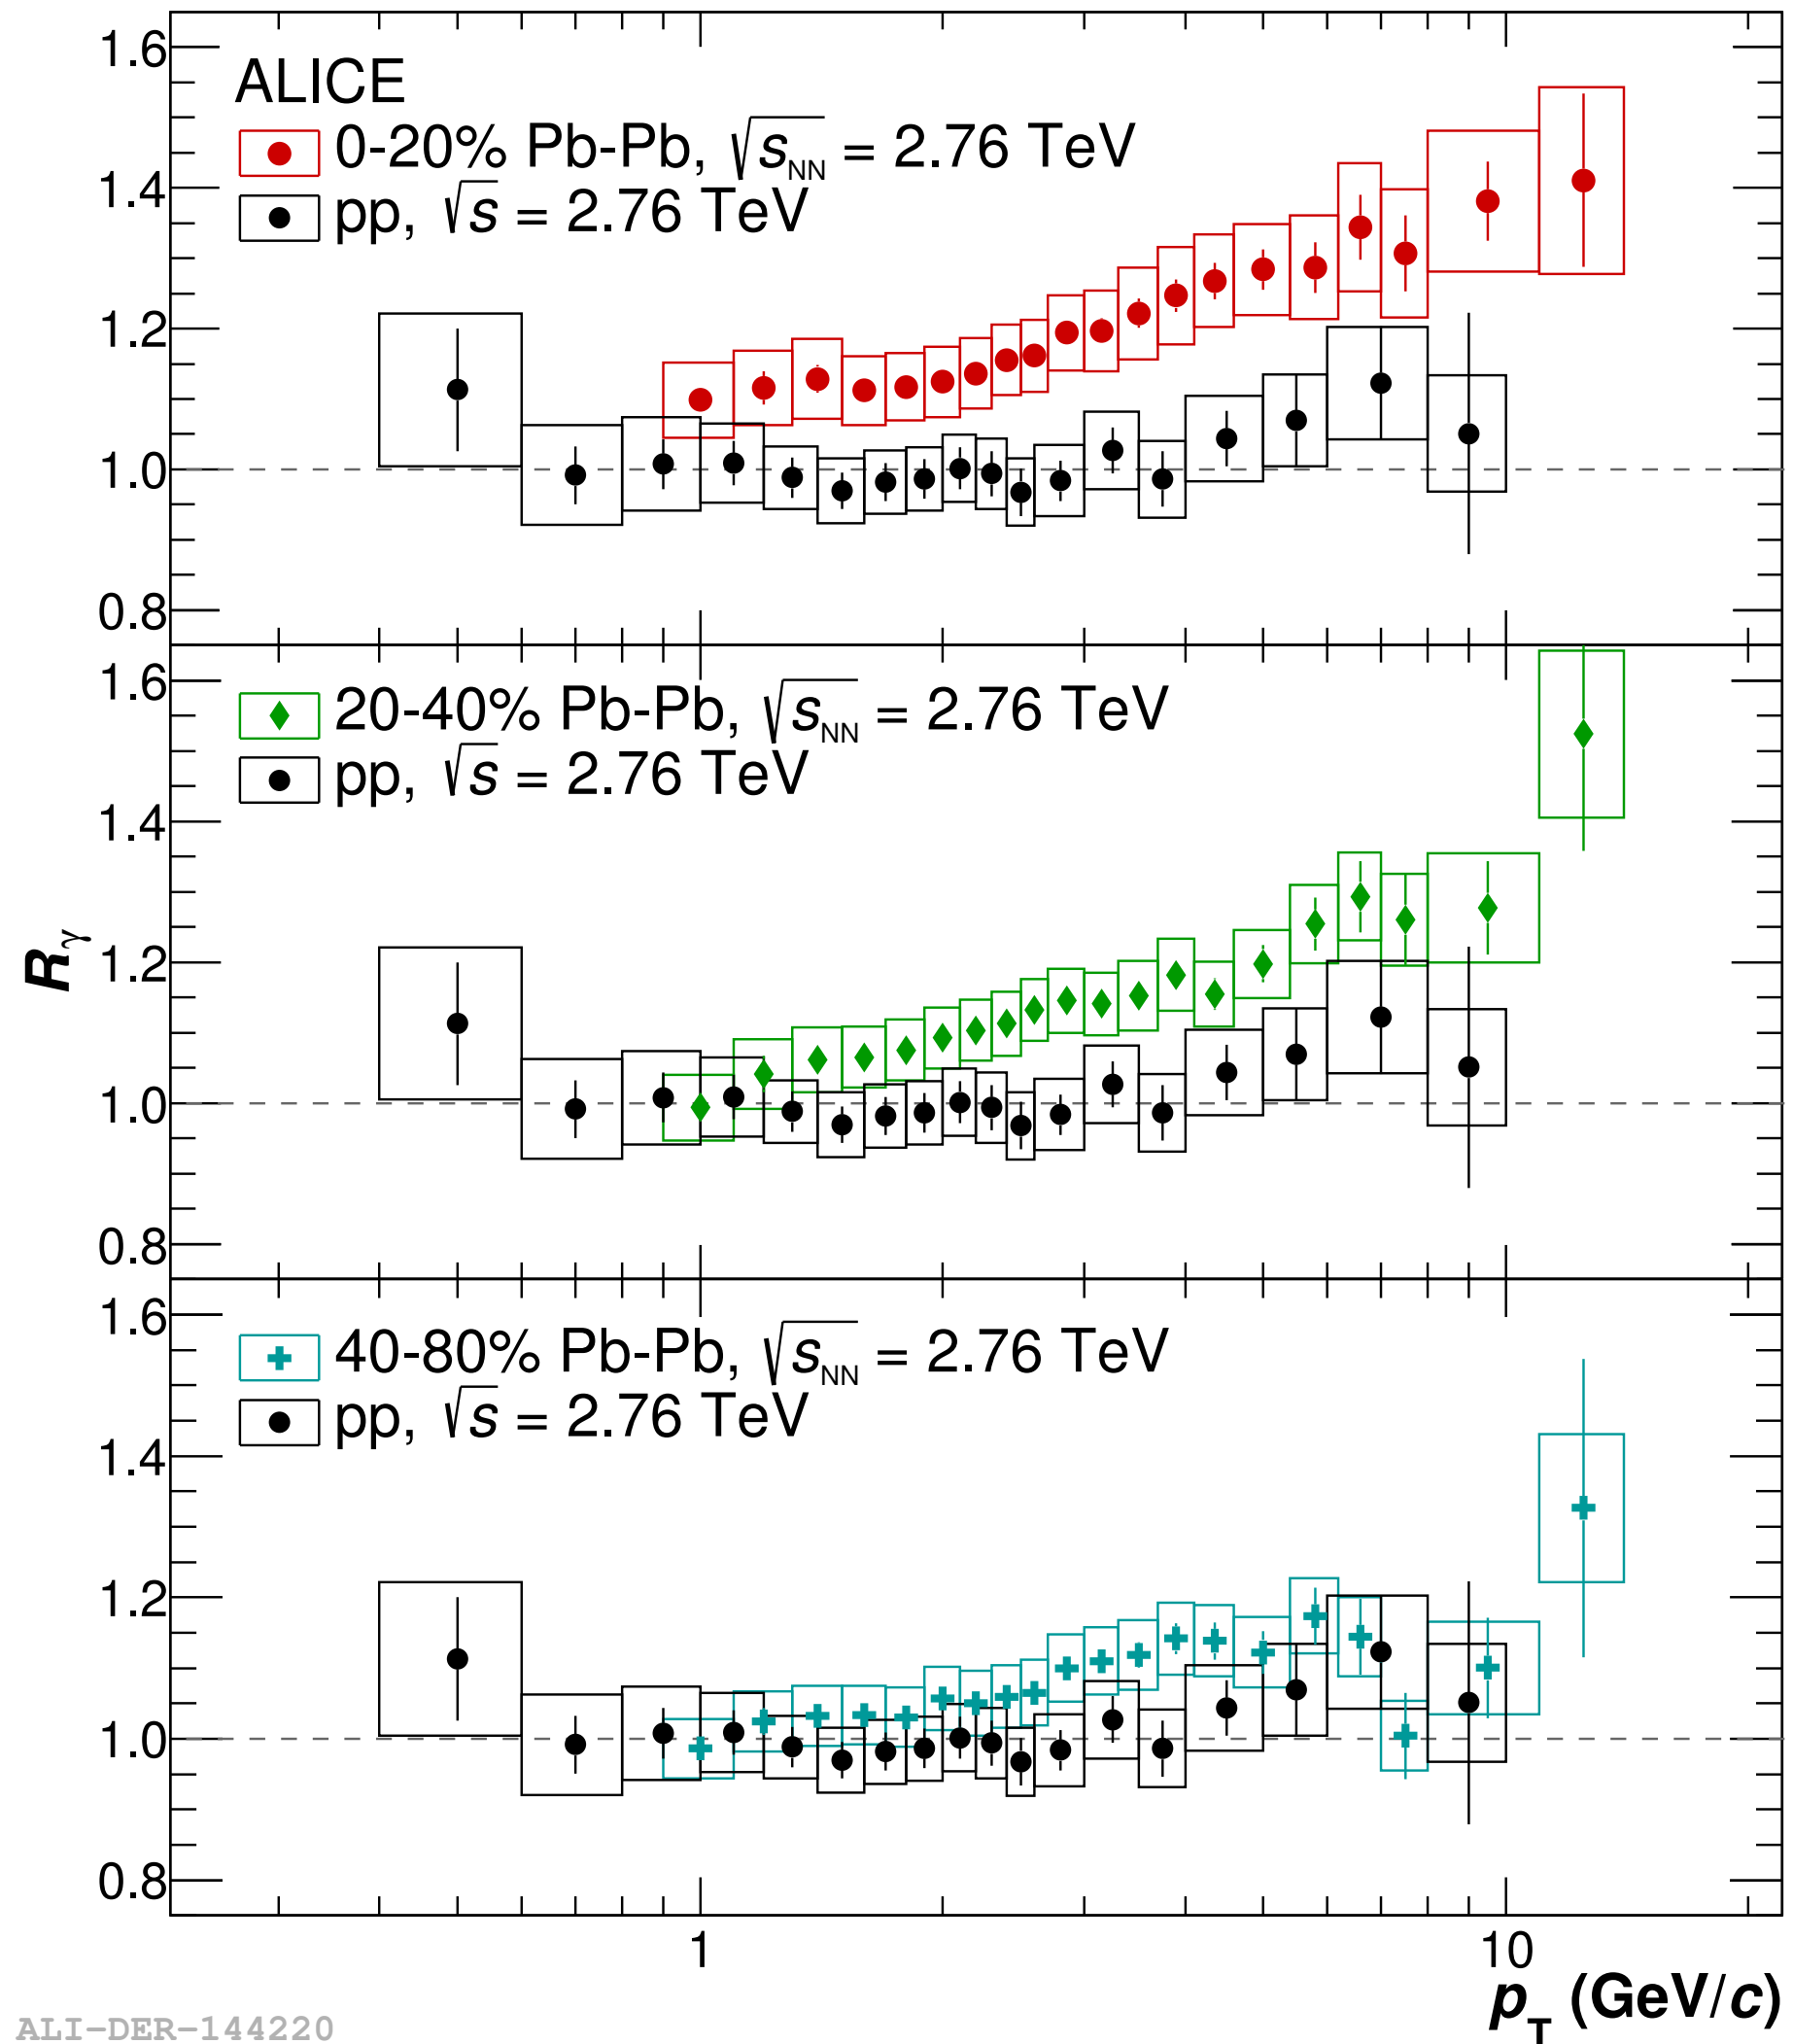 1.6
ALICE
0-20% Pb-Pb, √sNN = 2.76 TeV
1.4
pp, √s = 2.76 TeV
1.2
1.0
0.8
1.6
20-40% Pb-Pb, √sNN = 2.76 TeV
pp, √s = 2.76 TeV
1.4
Rγ
1.2
1.0
0.8
1.6
40-80% Pb-Pb, √sNN = 2.76 TeV
pp, √s = 2.76 TeV
1.4
1.2
1.0
0.8
1 10
pT (GeV/c)
ALI-DER-144220